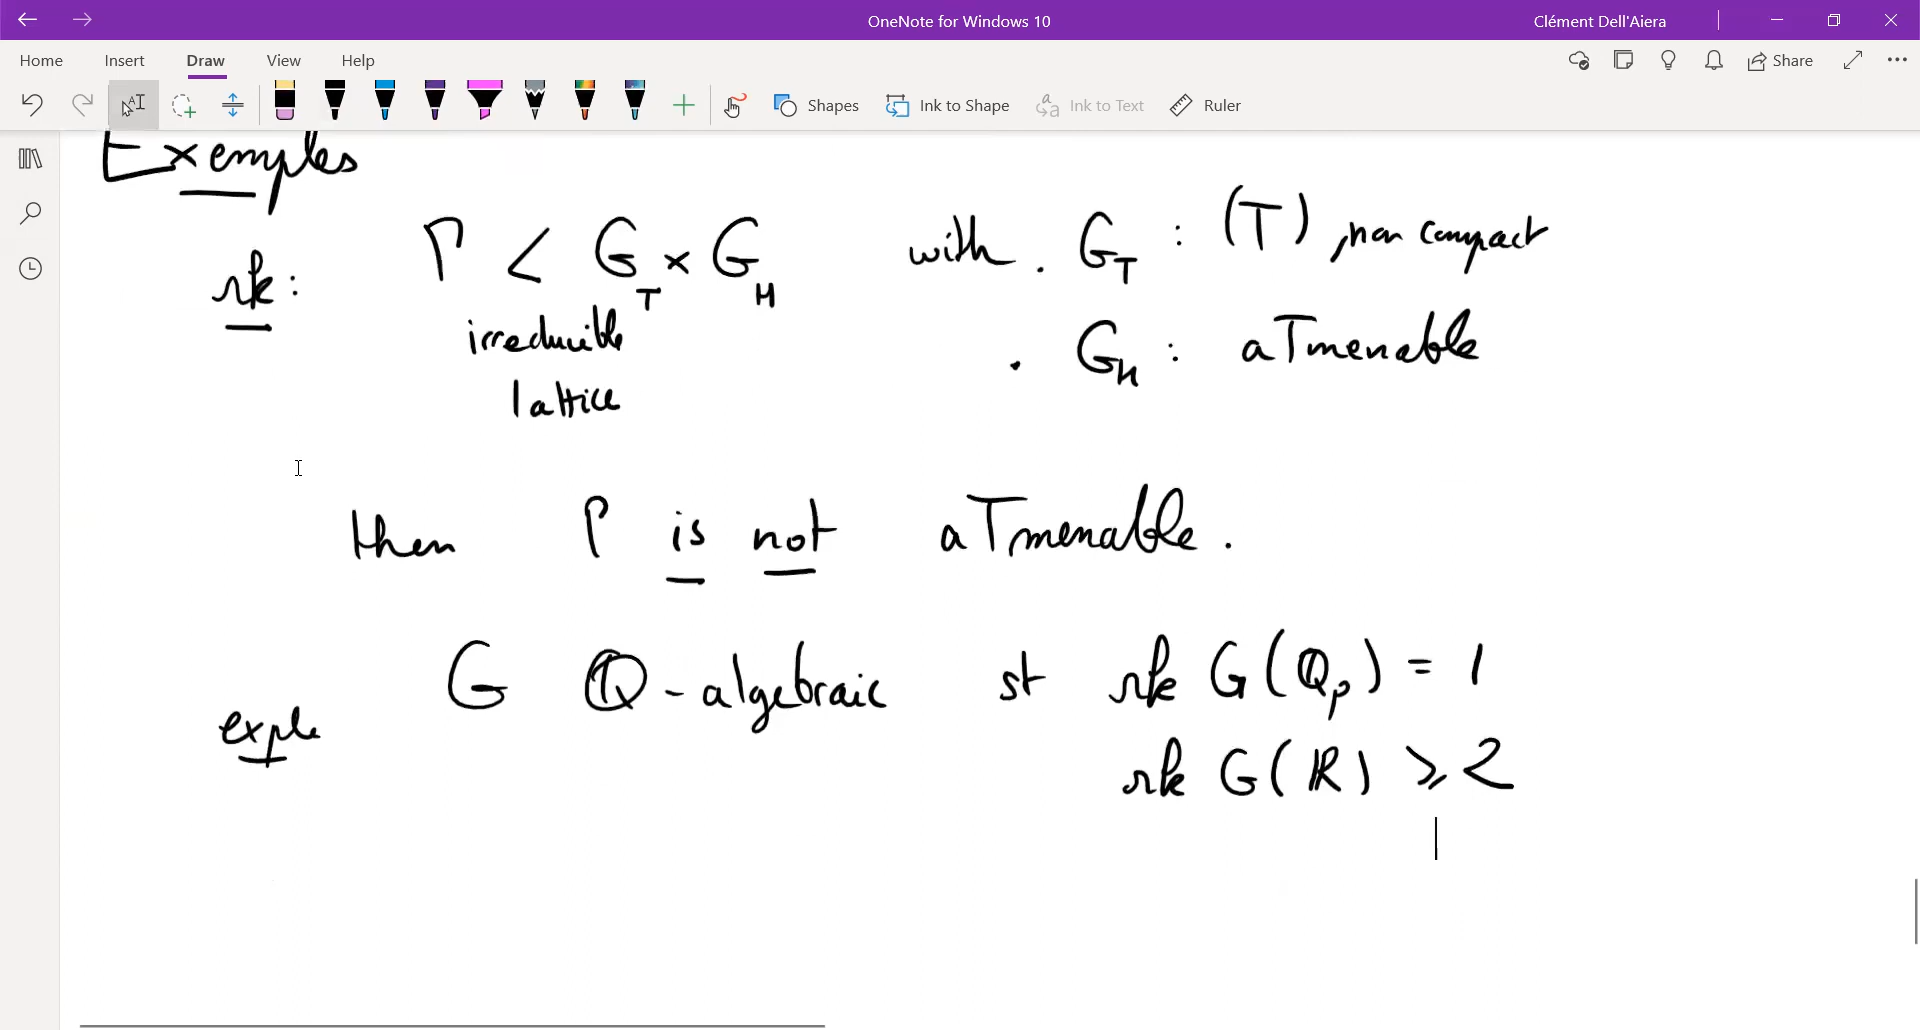 OneNote for Windows 10
Clément Dell'Aiera
Home Insert Draw View Help
Share
Shapes Ink to Shape Ink to Text Ruler
Exemples
rk: Γ < G_T × G_H with . G_T : (T), non compact
irreducible
lattice
. G_H : aTmenable
then Γ is not aTmenable.
exple G ℚ-algebraic st rk G(ℚ_p) = 1
rk G(ℝ) ⩾ 2